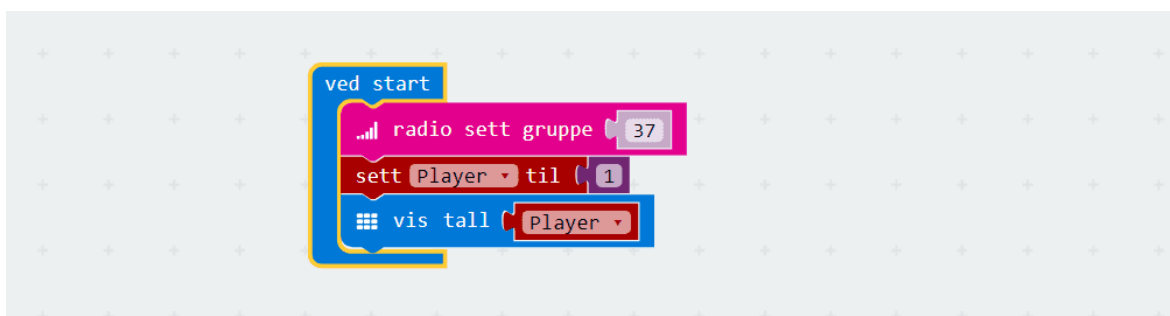 ved start
radio sett gruppe 37
sett Player til 1
vis tall Player